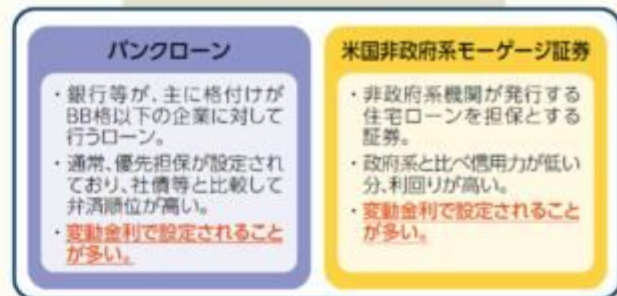 バンクローン
・銀行等が、主に格付けが
BB格以下の企業に対して
行うローン。
・通常、優先担保が設定され
ており、社債等と比較して
弁済順位が高い。
・変動金利で設定されること
が多い。
米国非政府系モーゲージ証券
・非政府系機関が発行する
住宅ローンを担保とする
証券。
・政府系と比べ信用力が低い
分、利回りが高い。
・変動金利で設定されること
が多い。